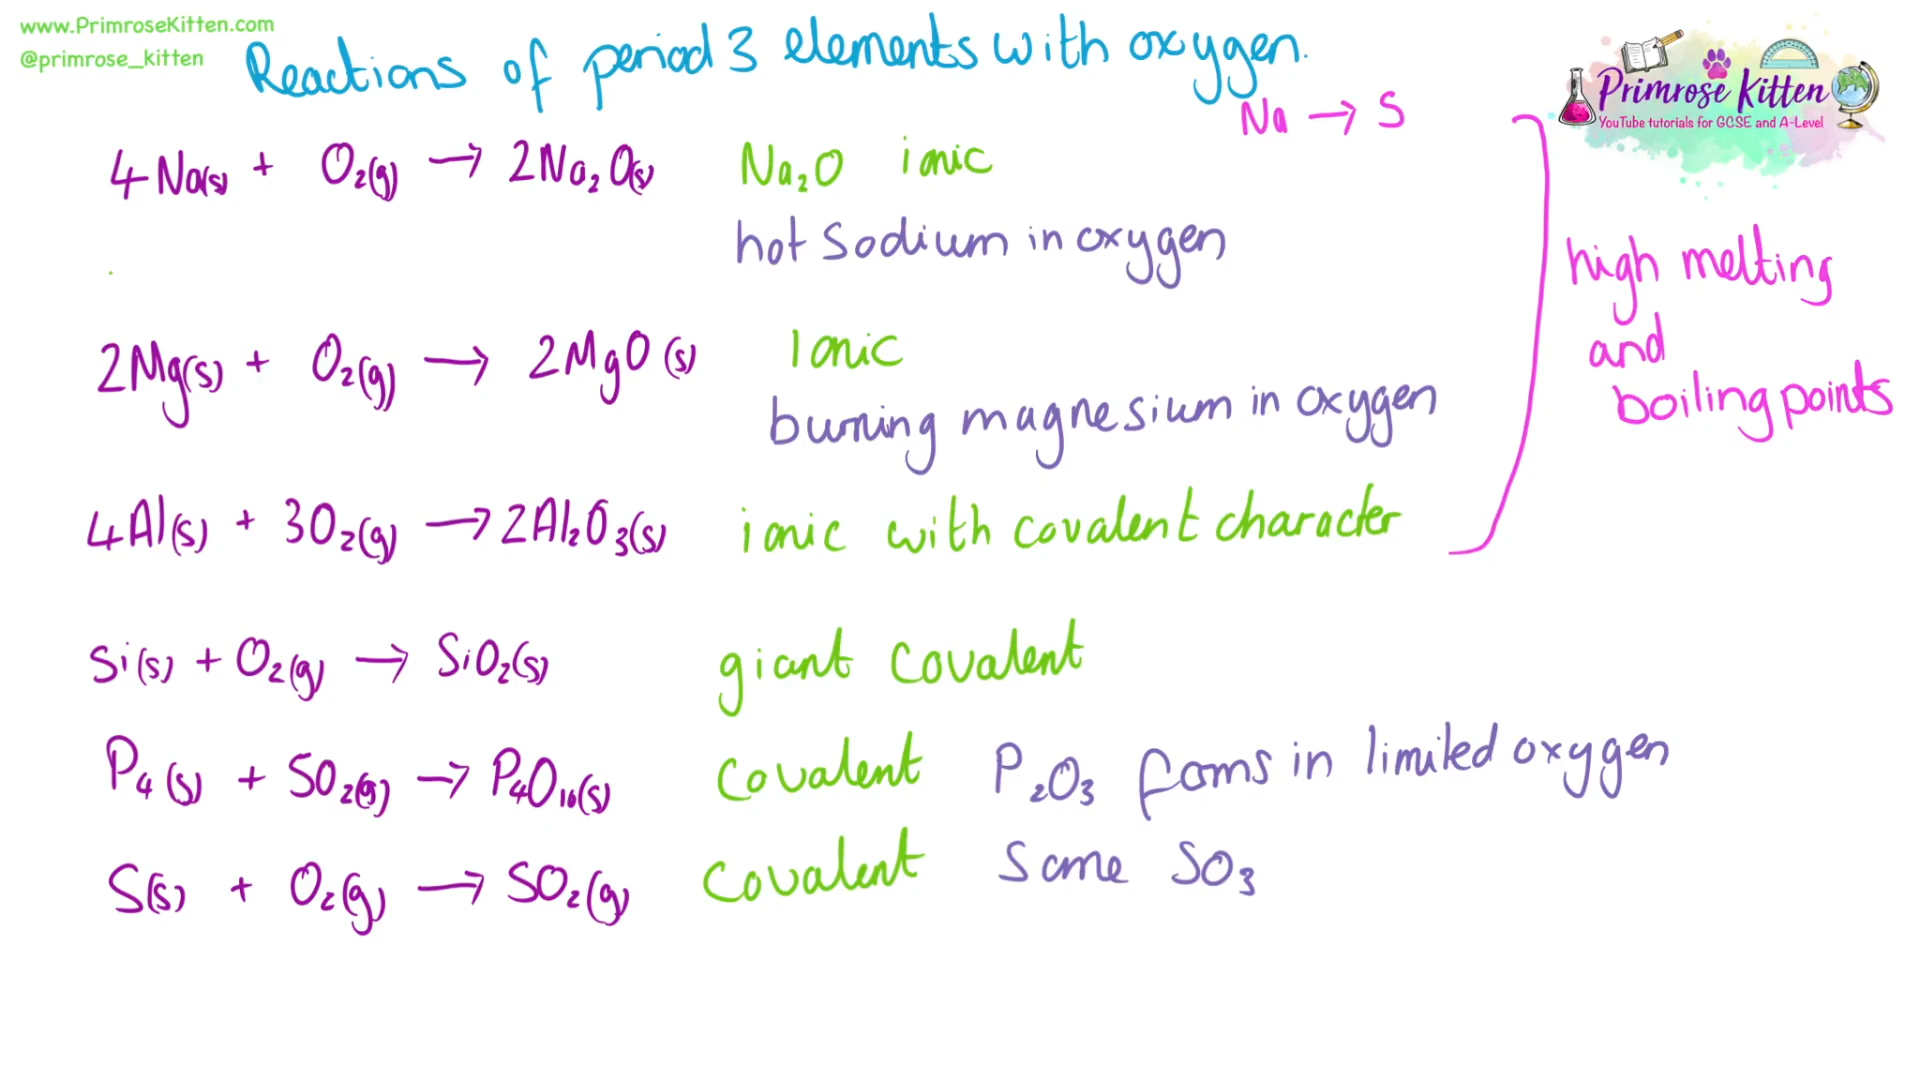 www.PrimroseKitten.com
@primrose_kitten
Reactions of period 3 elements with oxygen.
Na → S
Primrose Kitten
YouTube tutorials for GCSE and A-Level
4Na(s) + O₂(g) → 2Na₂O(s) Na₂O ionic
hot sodium in oxygen
2Mg(s) + O₂(g) → 2MgO(s) Ionic
burning magnesium in oxygen
4Al(s) + 3O₂(g) → 2Al₂O₃(s) ionic with covalent character
high melting
and
boiling points
Si(s) + O₂(g) → SiO₂(s) giant covalent
P₄(s) + 5O₂(g) → P₄O₁₀(s) covalent P₂O₃ forms in limited oxygen
S(s) + O₂(g) → SO₂(g) covalent Some SO₃